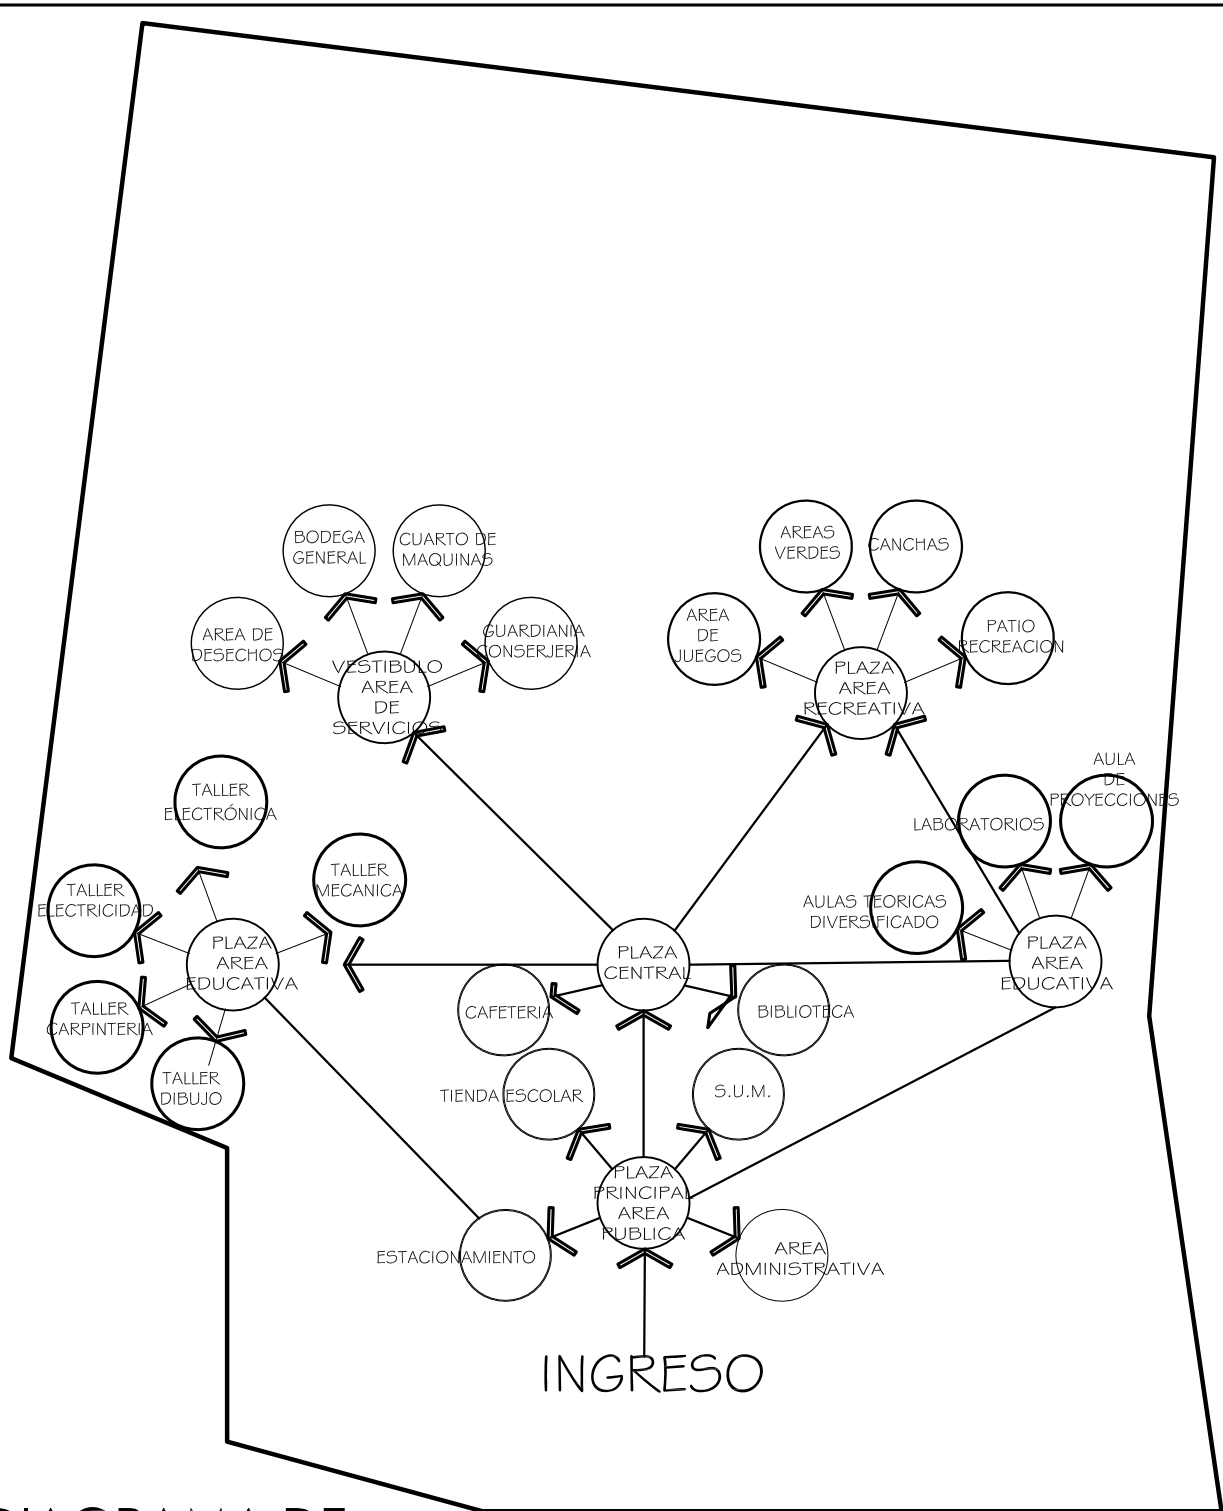 BODEGA
GENERAL
CUARTO DE
MAQUINAS
AREA DE
DESECHOS
GUARDIANIA
CONSERJERIA
VESTIBULO
AREA
DE
SERVICIOS
AREAS
VERDES
CANCHAS
AREA
DE
JUEGOS
PATIO
RECREACION
PLAZA
AREA
RECREATIVA
TALLER
ELECTRÓNICA
TALLER
MECANICA
TALLER
ELECTRICIDAD
PLAZA
AREA
EDUCATIVA
TALLER
CARPINTERIA
TALLER
DIBUJO
AULA
DE
PROYECCIONES
LABORATORIOS
AULAS TEORICAS
DIVERSIFICADO
PLAZA
AREA
EDUCATIVA
PLAZA
CENTRAL
CAFETERIA
BIBLIOTECA
TIENDA ESCOLAR
S.U.M.
PLAZA
PRINCIPAL
AREA
PUBLICA
ESTACIONAMIENTO
AREA
ADMINISTRATIVA
INGRESO
DIAGRAMA DE